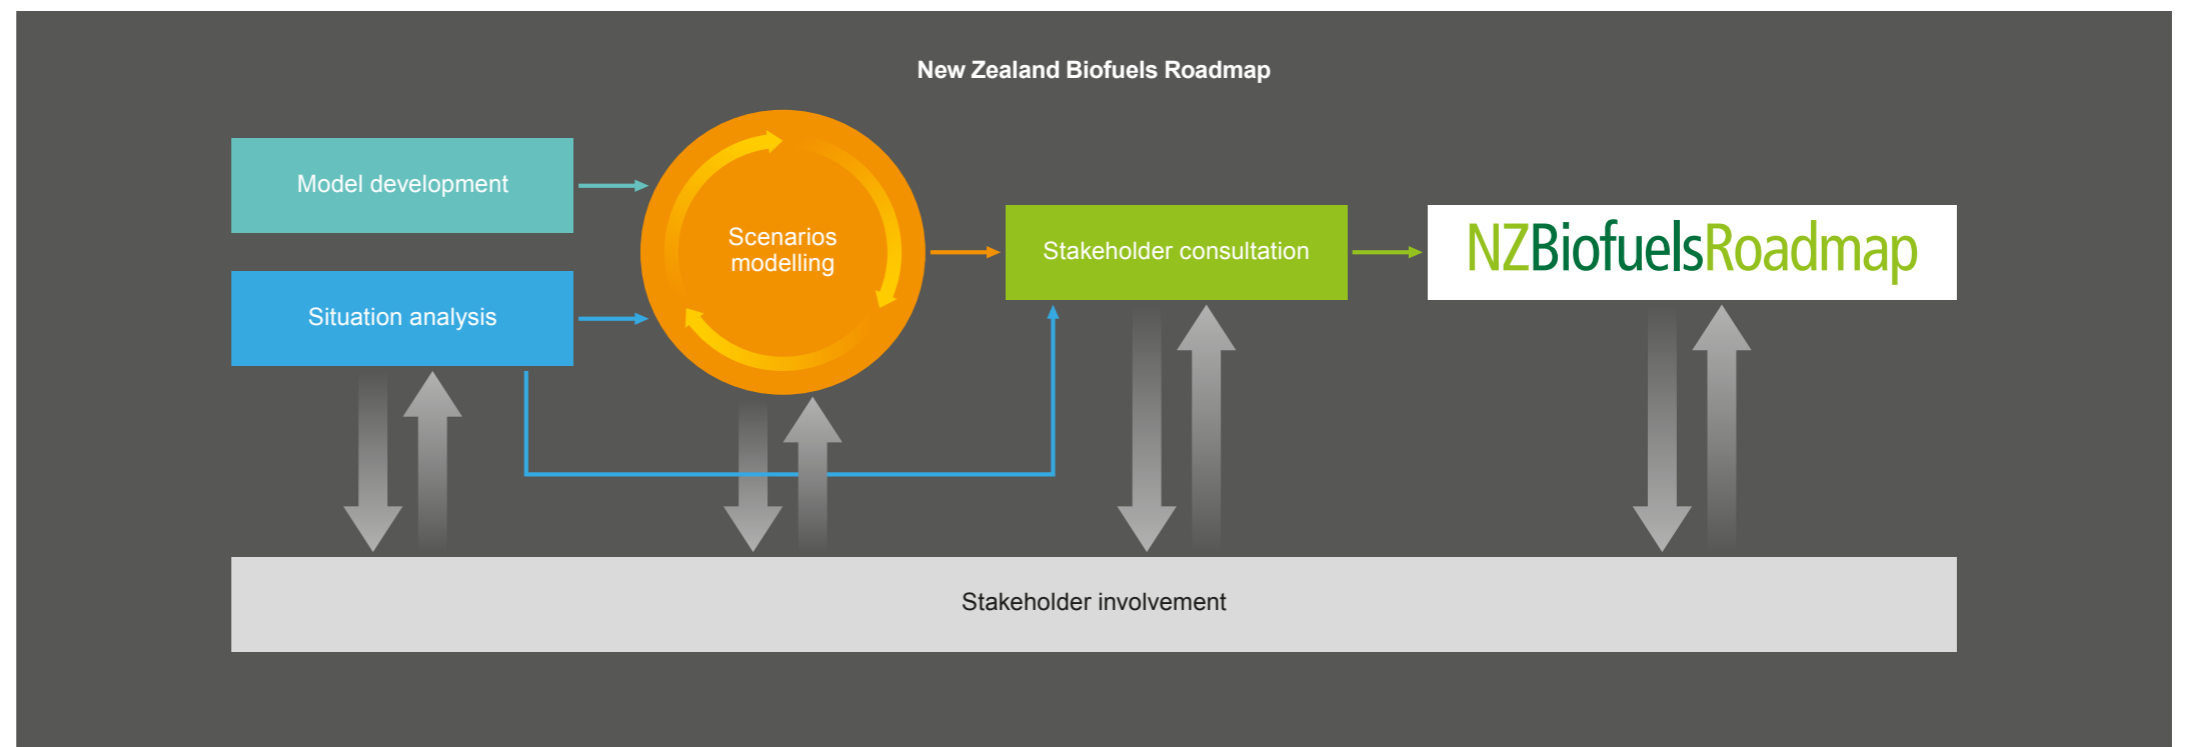 New Zealand Biofuels Roadmap
Model development
Situation analysis
Scenarios
modelling
Stakeholder consultation
NZBiofuelsRoadmap
Stakeholder involvement